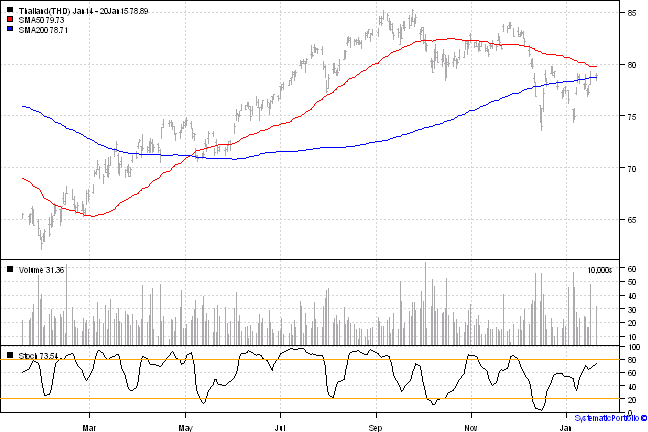 Thailand(THD) Jan14 - 20Jan15 78.89
SMA50 79.73
SMA200 78.71
85
80
75
70
65
Volume 31.36
10,000s
60
50
40
30
20
10
Stoch 73.54
100
80
60
40
20
0
Mar May Jul Sep Nov Jan
SystematicPortfolio ©